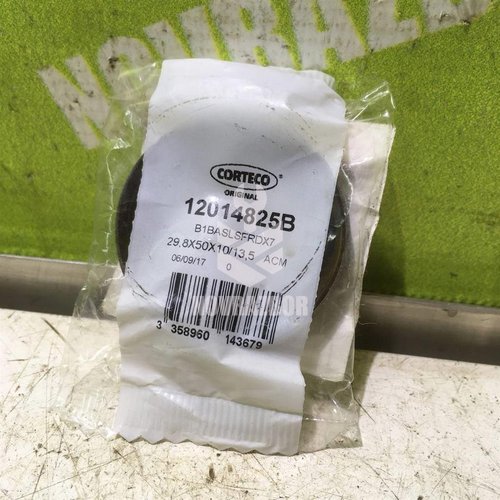 CORTECO®
ORIGINAL
12014825B
B1BASLSFRDX7
29,8X50X10/13,5 ACM
06/09/17 0
3 358960 143679